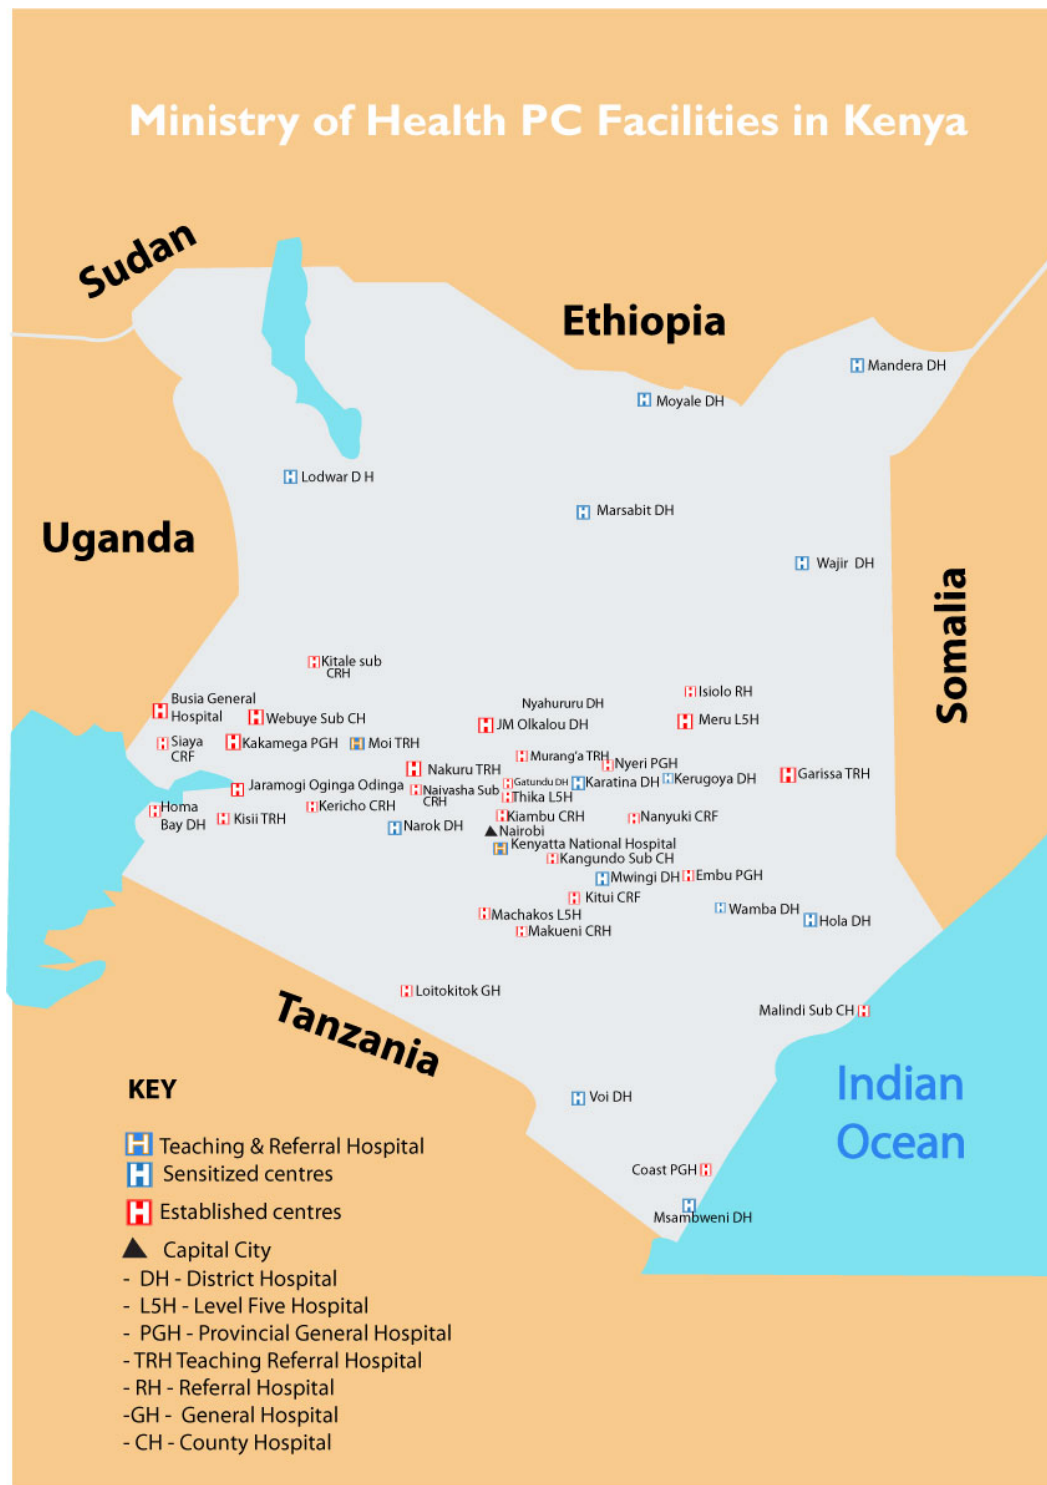 Ministry of Health PC Facilities in Kenya
Sudan
Ethiopia
Mandera DH
Moyale DH
Lodwar D H
Marsabit DH
Uganda
Wajir DH
Somalia
Kitale sub
CRH
Isiolo RH
Busia General
Hospital
Nyahururu DH
Webuye Sub CH
JM Olkalou DH
Meru L5H
Siaya
CRF
Kakamega PGH
Moi TRH
Murang'a TRH
Nyeri PGH
Nakuru TRH
Garissa TRH
Jaramogi Oginga Odinga
Naivasha Sub
CRH
Gatundu DH
Karatina DH
Kerugoya DH
Thika L5H
Homa
Bay DH
Kericho CRH
Kisii TRH
Kiambu CRH
Nanyuki CRF
Narok DH
Nairobi
Kenyatta National Hospital
Kangundo Sub CH
Mwingi DH
Embu PGH
Kitui CRF
Wamba DH
Machakos L5H
Hola DH
Makueni CRH
Loitokitok GH
Tanzania
Malindi Sub CH
Indian
Ocean
Voi DH
Coast PGH
Msambweni DH
KEY
Teaching & Referral Hospital
Sensitized centres
Established centres
Capital City
- DH - District Hospital
- L5H - Level Five Hospital
- PGH - Provincial General Hospital
- TRH Teaching Referral Hospital
- RH - Referral Hospital
-GH - General Hospital
- CH - County Hospital